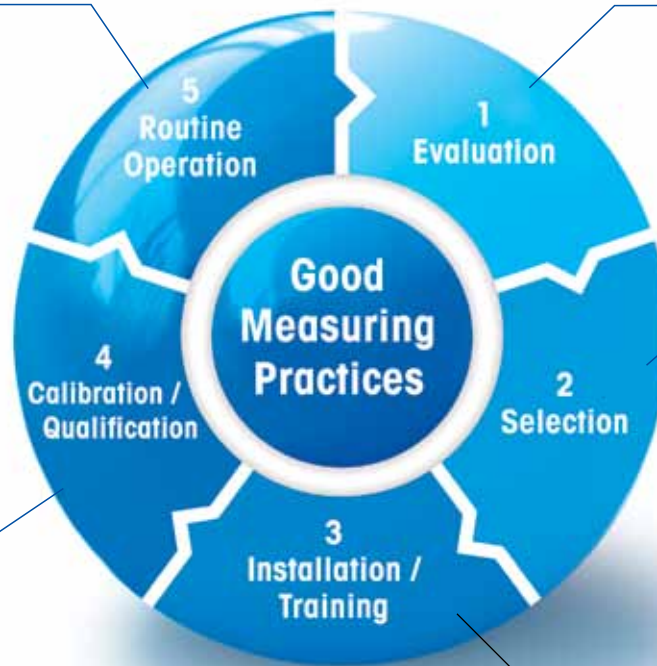 Good
Measuring
Practices
1
Evaluation
2
Selection
3
Installation /
Training
4
Calibration /
Qualification
5
Routine
Operation